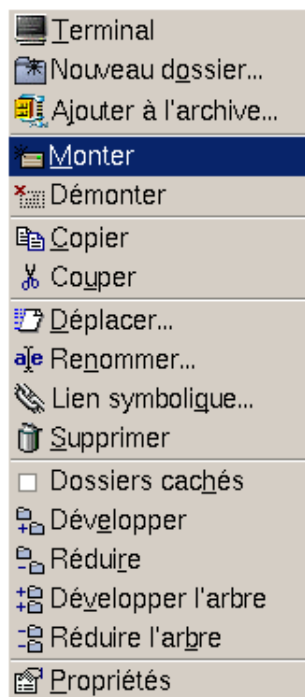 Terminal
Nouveau dossier...
Ajouter à l'archive...
Monter
Démonter
Copier
Couper
Déplacer...
Renommer...
Lien symbolique...
Supprimer
Dossiers cachés
Développer
Réduire
Développer l'arbre
Réduire l'arbre
Propriétés